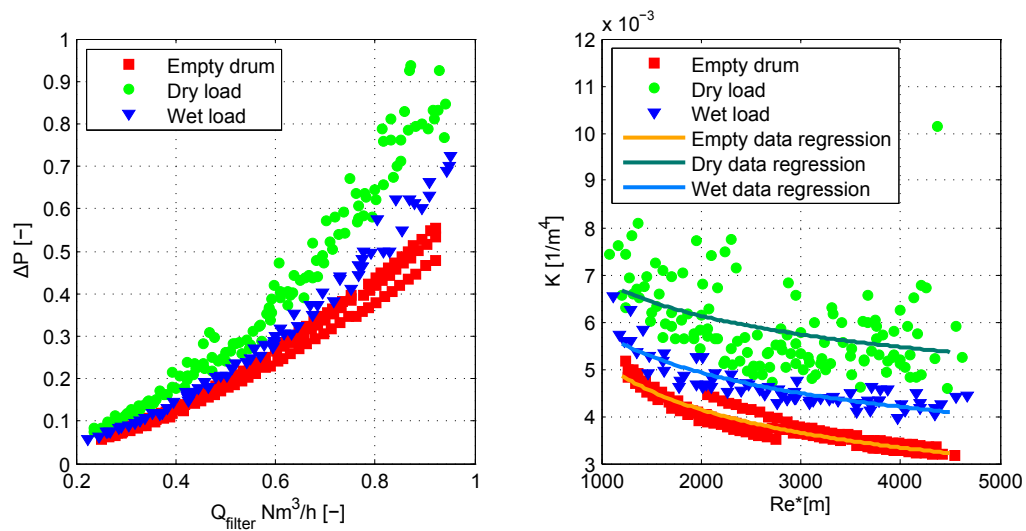 1
0.9
0.8
0.7
0.6
0.5
0.4
0.3
0.2
0.1
0
0.2
0.4
0.6
0.8
1
ΔP [−]
Q_filter Nm³/h [−]
Empty drum
Dry load
Wet load
x 10⁻³
12
11
10
9
8
7
6
5
4
3
1000
2000
3000
4000
5000
K [1/m⁴]
Re*[m]
Empty drum
Dry load
Wet load
Empty data regression
Dry data regression
Wet data regression